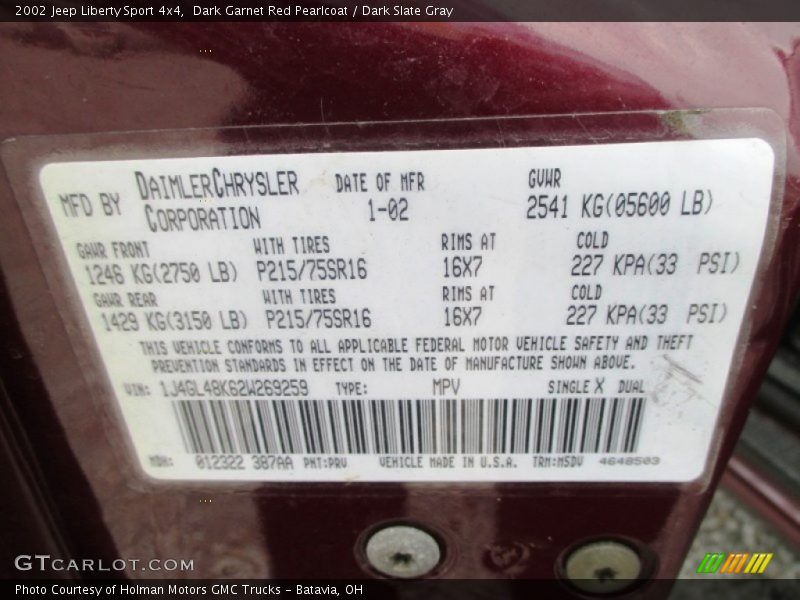 2002 Jeep Liberty Sport 4x4,  Dark Garnet Red Pearlcoat / Dark Slate Gray
MFD BY DAIMLERCHRYSLER CORPORATION DATE OF MFR 1-02 GVWR 2541 KG(05600 LB)
GAWR FRONT WITH TIRES RIMS AT COLD
1246 KG(2750 LB) P215/75SR16 16X7 227 KPA(33 PSI)
GAWR REAR WITH TIRES RIMS AT COLD
1429 KG(3150 LB) P215/75SR16 16X7 227 KPA(33 PSI)
THIS VEHICLE CONFORMS TO ALL APPLICABLE FEDERAL MOTOR VEHICLE SAFETY AND THEFT
PREVENTION STANDARDS IN EFFECT ON THE DATE OF MANUFACTURE SHOWN ABOVE.
VIN: 1J4GL48K62W269259 TYPE: MPV SINGLE X DUAL
MDH: 012322 387AA PNT:PRV VEHICLE MADE IN U.S.A. TRM:M5DV 4648503
GTCARLOT.COM
Photo Courtesy of Holman Motors GMC Trucks - Batavia, OH